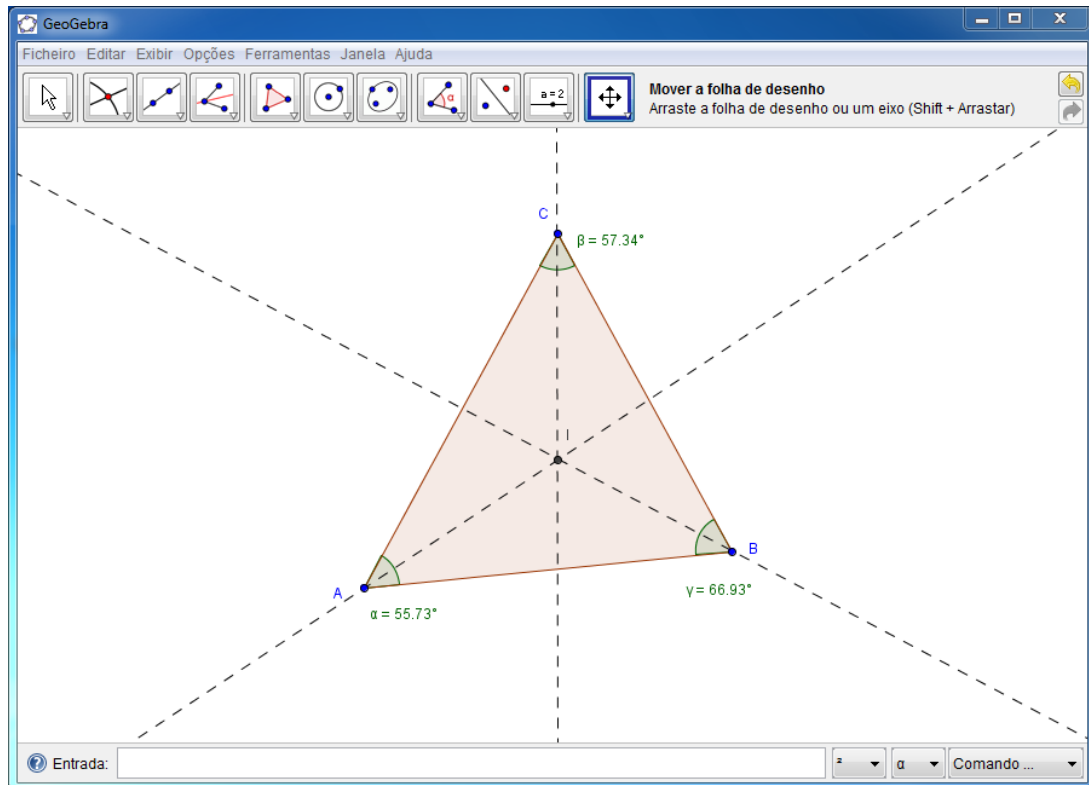 GeoGebra
Ficheiro Editar Exibir Opções Ferramentas Janela Ajuda
a = 2
α
Mover a folha de desenho
Arraste a folha de desenho ou um eixo (Shift + Arrastar)
C
β = 57.34°
I
A
α = 55.73°
B
γ = 66.93°
Entrada:
²
α
Comando ...